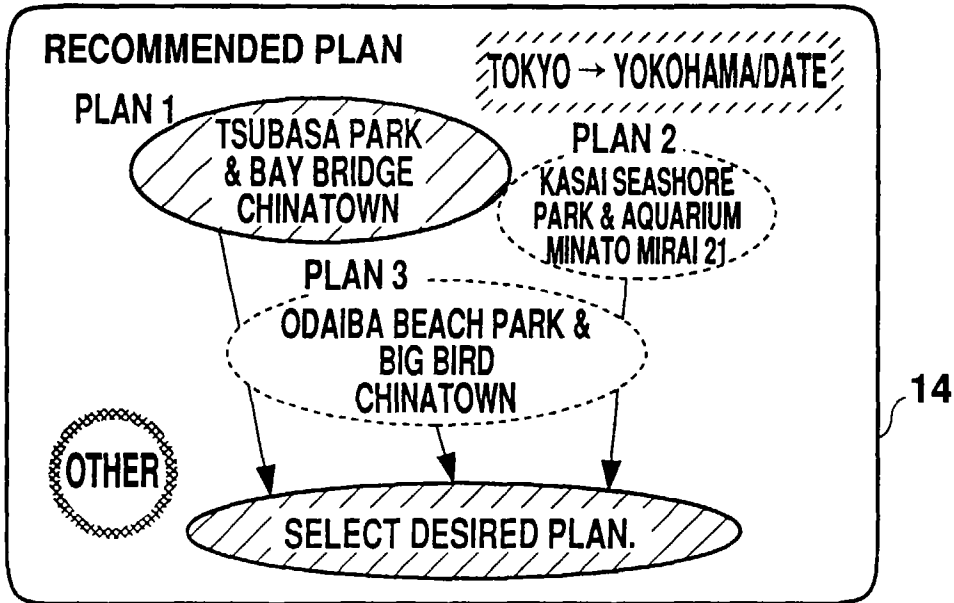 RECOMMENDED PLAN
TOKYO → YOKOHAMA/DATE
PLAN 1
TSUBASA PARK
& BAY BRIDGE
CHINATOWN
PLAN 2
KASAI SEASHORE
PARK & AQUARIUM
MINATO MIRAI 21
PLAN 3
ODAIBA BEACH PARK &
BIG BIRD
CHINATOWN
14
OTHER
SELECT DESIRED PLAN.